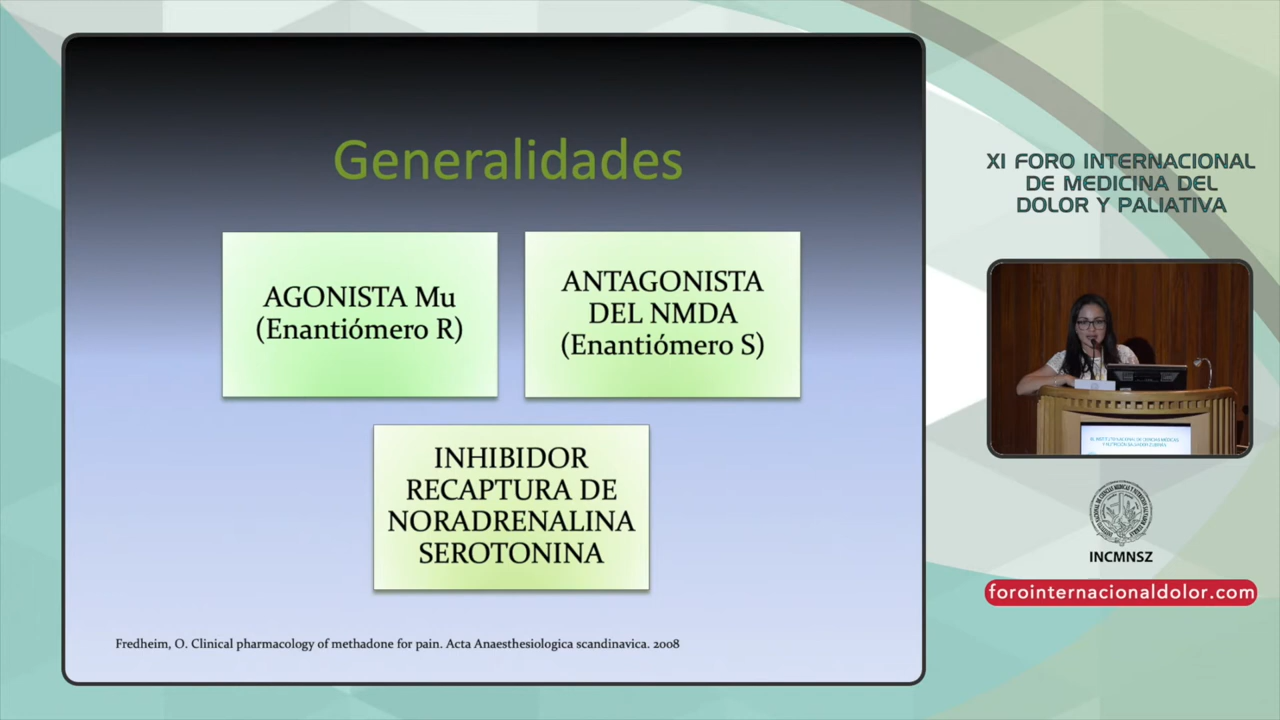 Generalidades
AGONISTA Mu
(Enantiómero R)
ANTAGONISTA
DEL NMDA
(Enantiómero S)
INHIBIDOR
RECAPTURA DE
NORADRENALINA
SEROTONINA
Fredheim, O. Clinical pharmacology of methadone for pain. Acta Anaesthesiologica scandinavica. 2008
XI FORO INTERNACIONAL
DE MEDICINA DEL
DOLOR Y PALIATIVA
INCMNSZ
forointernacionaldolor.com